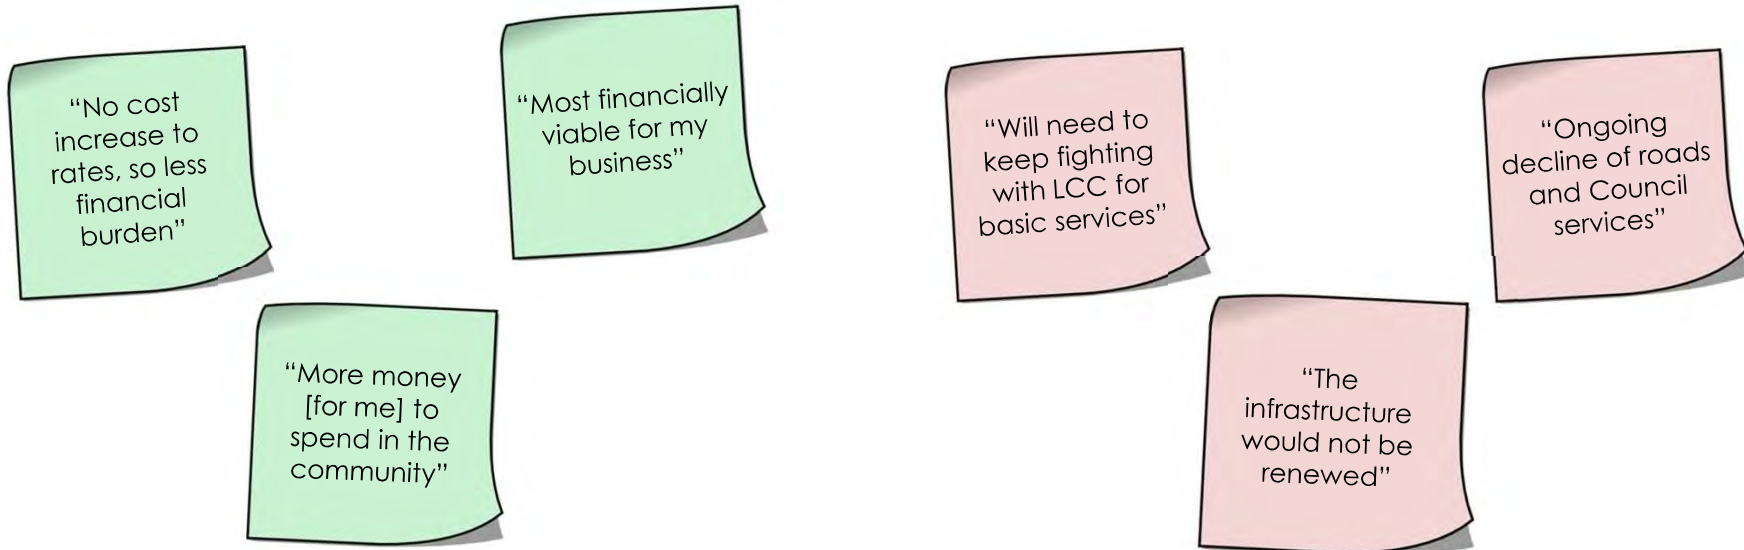 “No cost
increase to
rates, so less
financial
burden”
“Most financially
viable for my
business”
“More money
[for me] to
spend in the
community”
“Will need to
keep fighting
with LCC for
basic services”
“Ongoing
decline of roads
and Council
services”
“The
infrastructure
would not be
renewed”